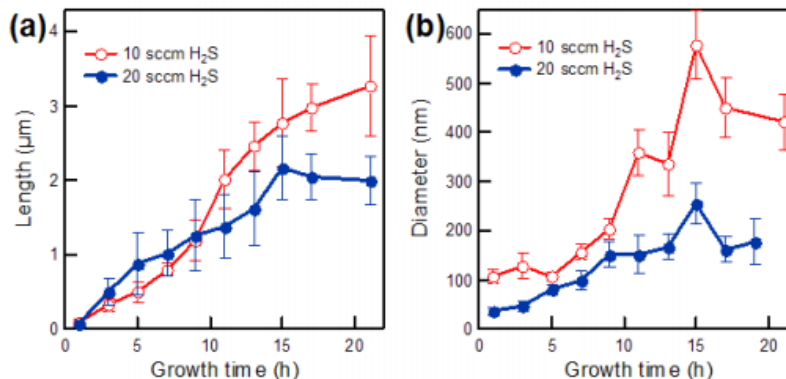 (a)
10 sccm H₂S
20 sccm H₂S
Length (μm)
4
3
2
1
0
0
5
10
15
20
Growth time (h)
(b)
10 sccm H₂S
20 sccm H₂S
Diameter (nm)
600
500
400
300
200
100
0
0
5
10
15
20
Growth time (h)